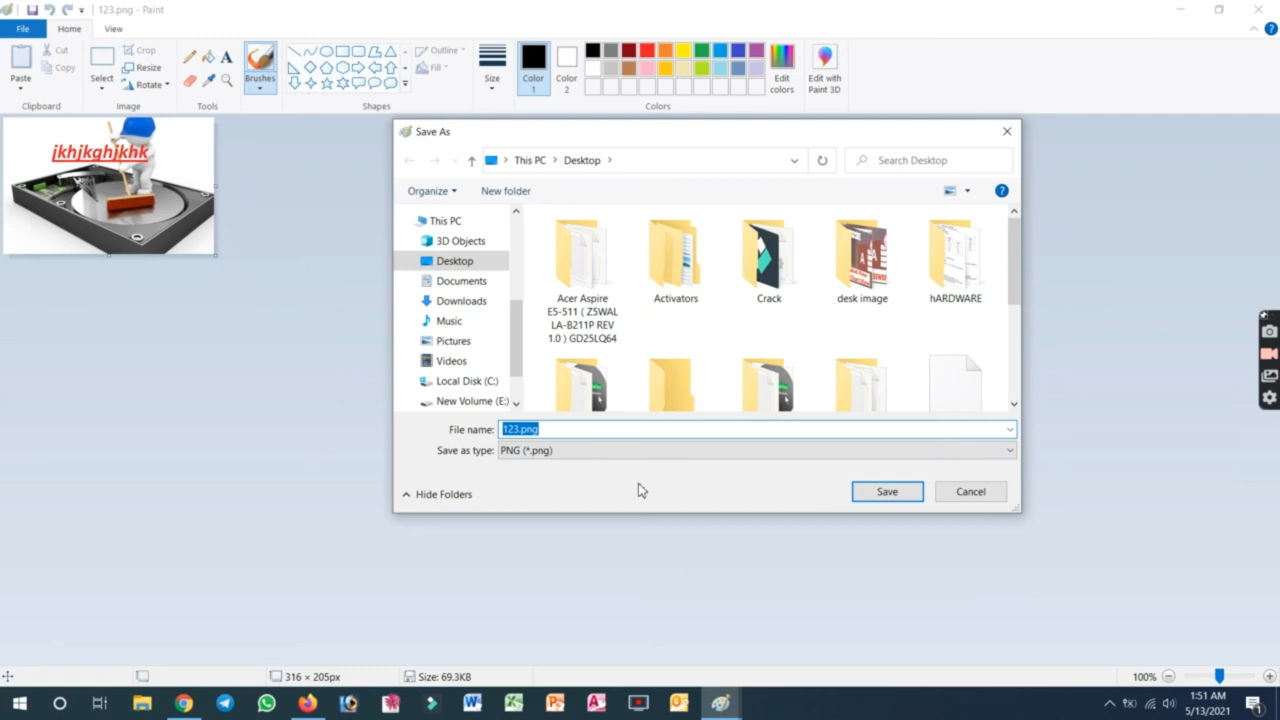 123.png - Paint
File
Home
View
Paste
Cut
Copy
Clipboard
Select
Crop
Resize
Rotate
Image
Tools
Brushes
Shapes
Outline
Fill
Size
Color
1
Color
2
Colors
Edit
colors
Edit with
Paint 3D
jkhjkghjkhk
Save As
This PC
Desktop
Search Desktop
Organize
New folder
This PC
3D Objects
Desktop
Documents
Downloads
Music
Pictures
Videos
Local Disk (C:)
New Volume (E:)
Acer Aspire
E5-511 ( Z5WAL
LA-B211P REV
1.0 ) GD25LQ64
Activators
Crack
desk image
hARDWARE
File name:
123.png
Save as type:
PNG (*.png)
Hide Folders
Save
Cancel
316 × 205px
Size: 69.3KB
100%
1:51 AM
5/13/2021